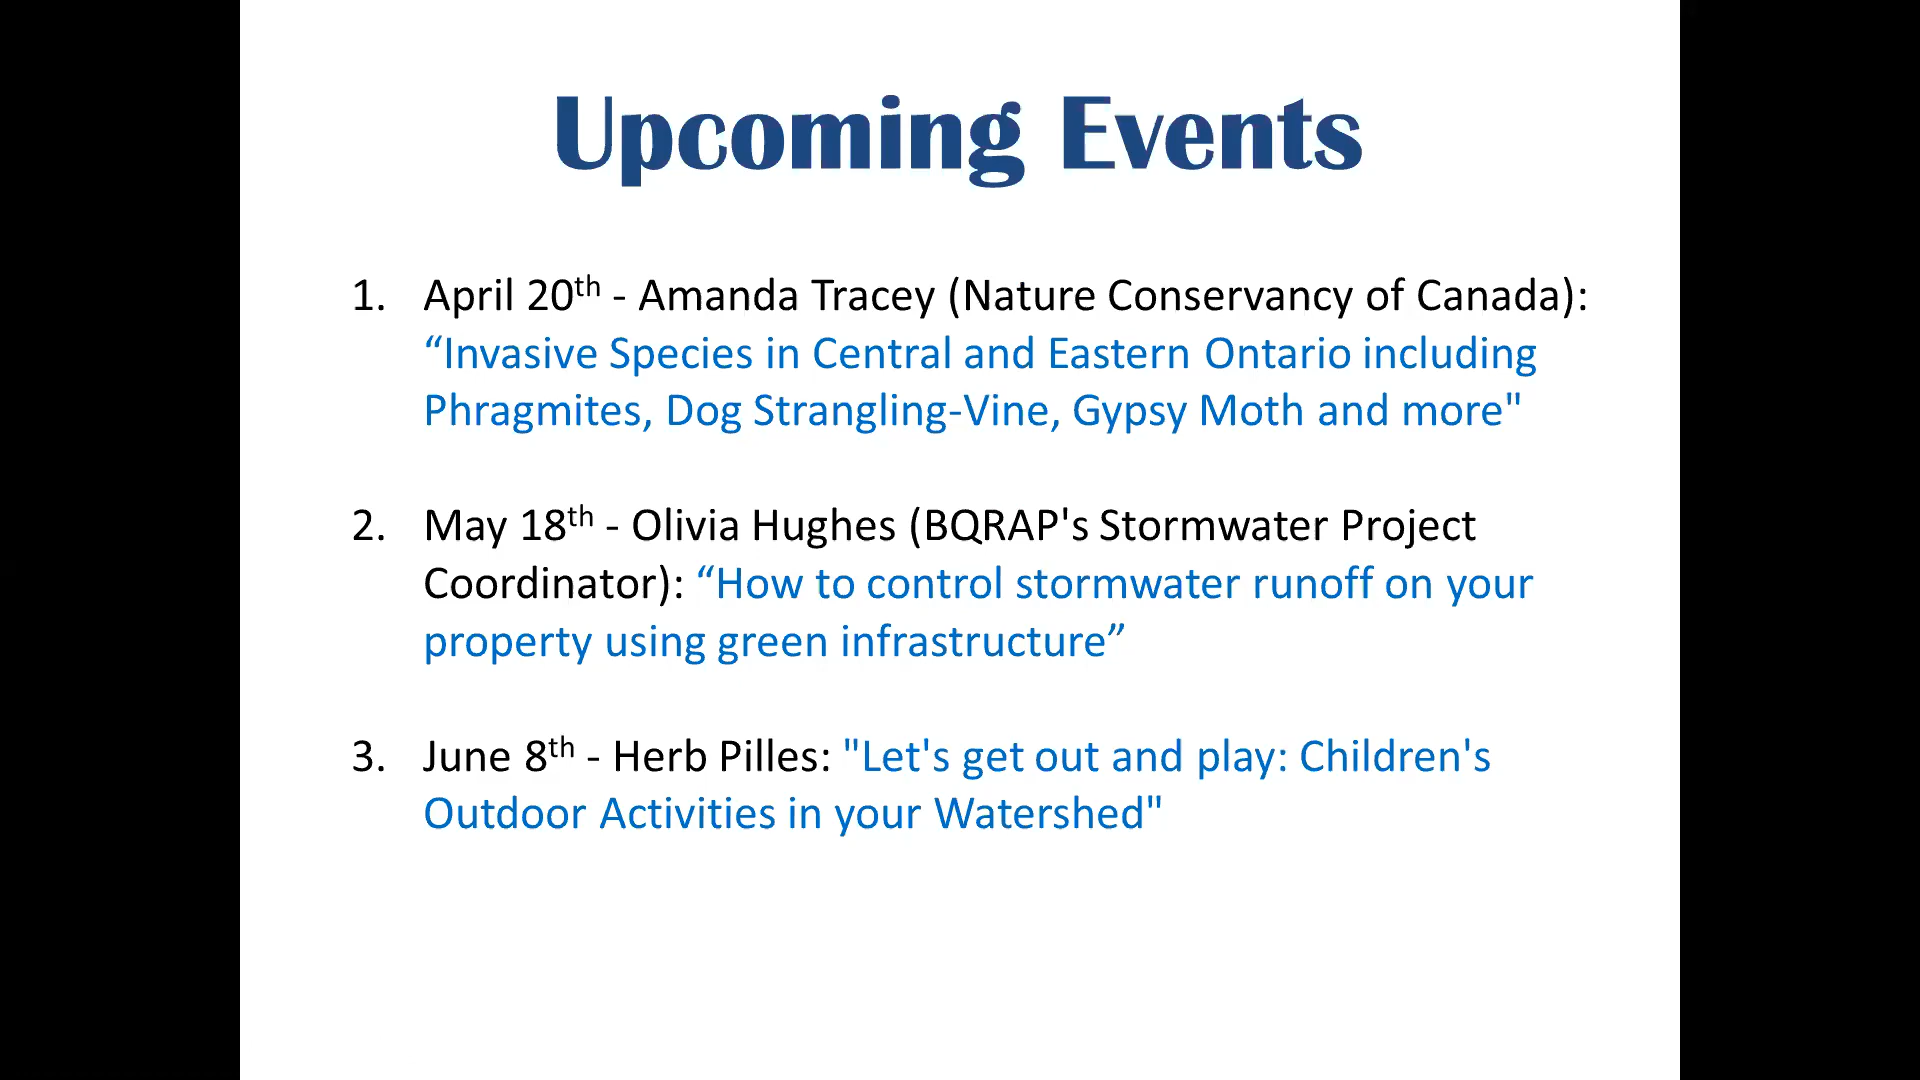 Upcoming Events
1. April 20th - Amanda Tracey (Nature Conservancy of Canada):
“Invasive Species in Central and Eastern Ontario including
Phragmites, Dog Strangling-Vine, Gypsy Moth and more"
2. May 18th - Olivia Hughes (BQRAP's Stormwater Project
Coordinator): “How to control stormwater runoff on your
property using green infrastructure”
3. June 8th - Herb Pilles: "Let's get out and play: Children's
Outdoor Activities in your Watershed"